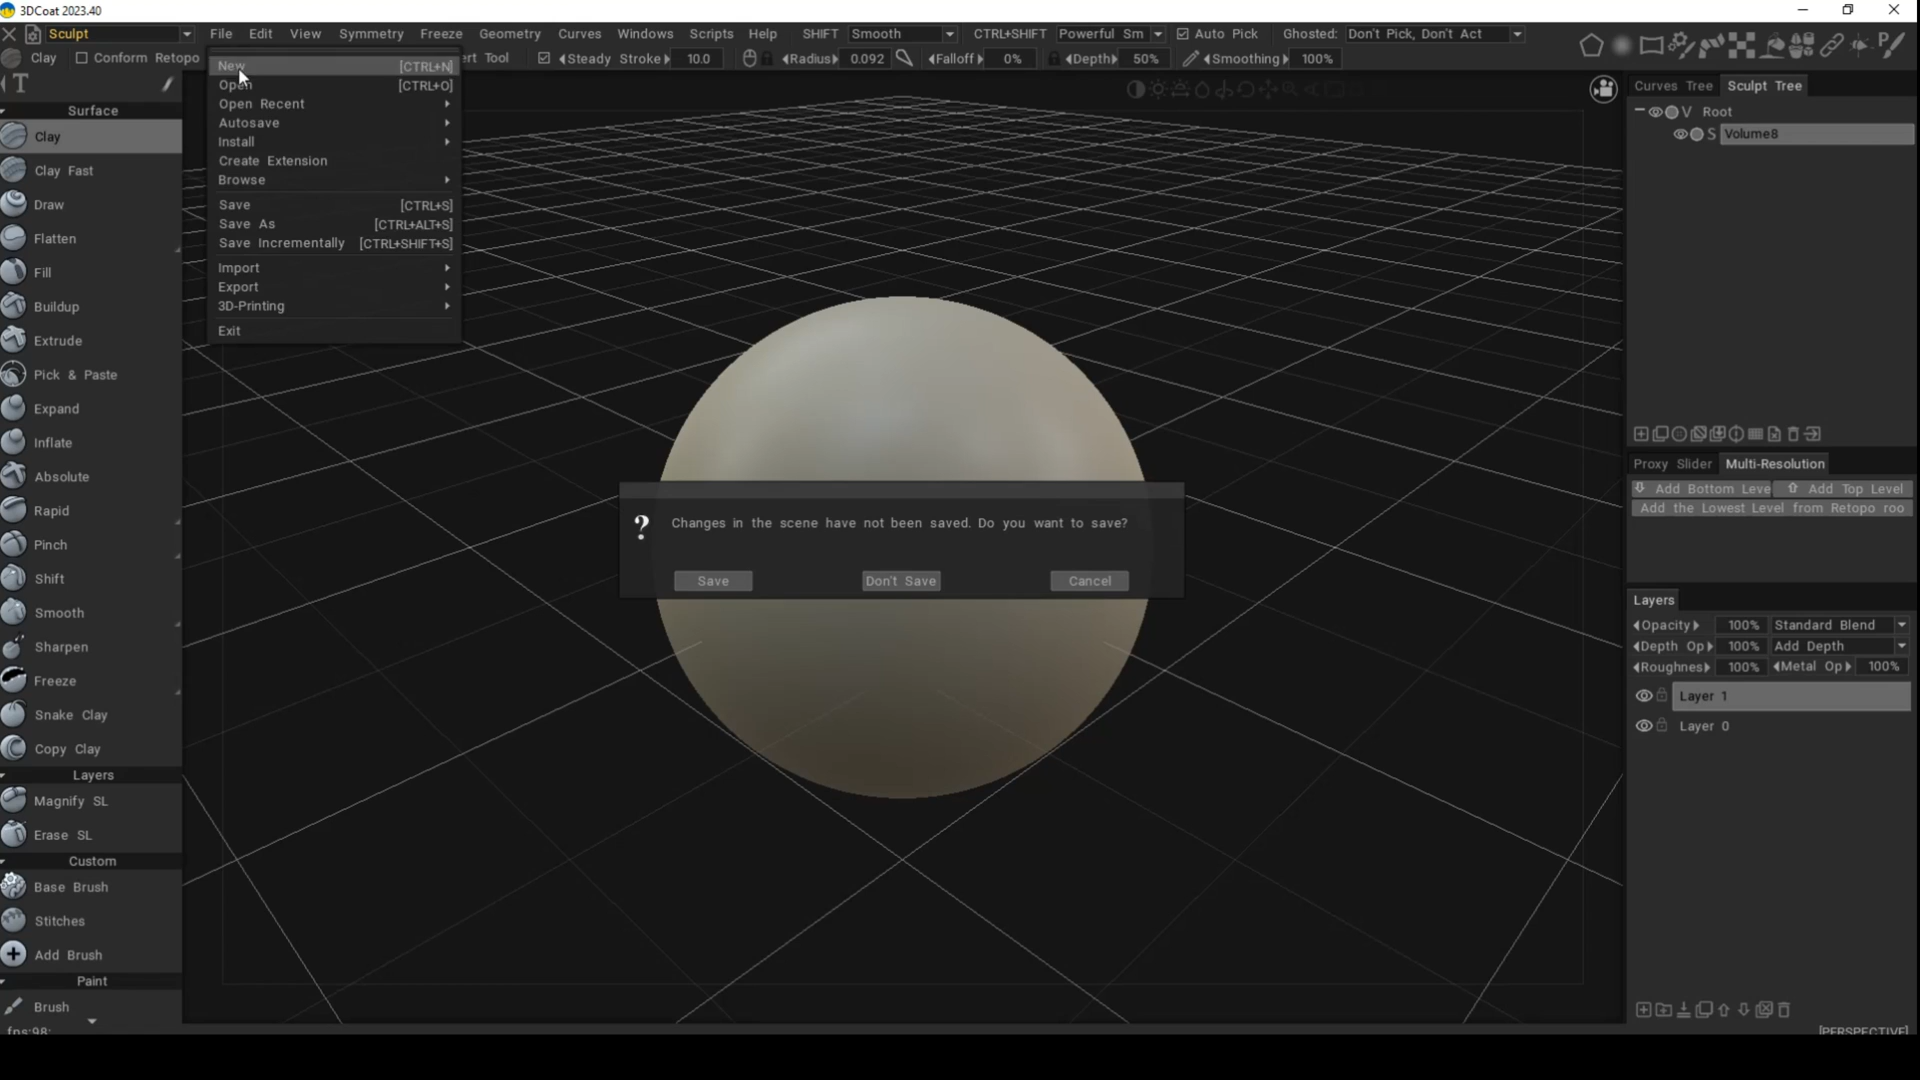 3DCoat 2023.40
Sculpt File Edit View Symmetry Freeze Geometry Curves Windows Scripts Help SHIFT Smooth CTRL+SHIFT Powerful Sm Auto Pick Ghosted: Don't Pick, Don't Act
Clay Conform Retopo ert Tool Steady Stroke 10.0 Radius 0.092 Falloff 0% Depth 50% Smoothing 100%
T
Surface
Clay
Clay Fast
Draw
Flatten
Fill
Buildup
Extrude
Pick & Paste
Expand
Inflate
Absolute
Rapid
Pinch
Shift
Smooth
Sharpen
Freeze
Snake Clay
Copy Clay
Layers
Magnify SL
Erase SL
Custom
Base Brush
Stitches
Add Brush
Paint
Brush
fps:98;
New [CTRL+N]
Open [CTRL+O]
Open Recent
Autosave
Install
Create Extension
Browse
Save [CTRL+S]
Save As [CTRL+ALT+S]
Save Incrementally [CTRL+SHIFT+S]
Import
Export
3D-Printing
Exit
? Changes in the scene have not been saved. Do you want to save?
Save Don't Save Cancel
Curves Tree Sculpt Tree
V Root
S Volume8
Proxy Slider Multi-Resolution
Add Bottom Leve Add Top Level
Add the Lowest Level from Retopo roo
Layers
Opacity 100% Standard Blend
Depth Op 100% Add Depth
Roughnes 100% Metal Op 100%
Layer 1
Layer 0
[PERSPECTIVE]